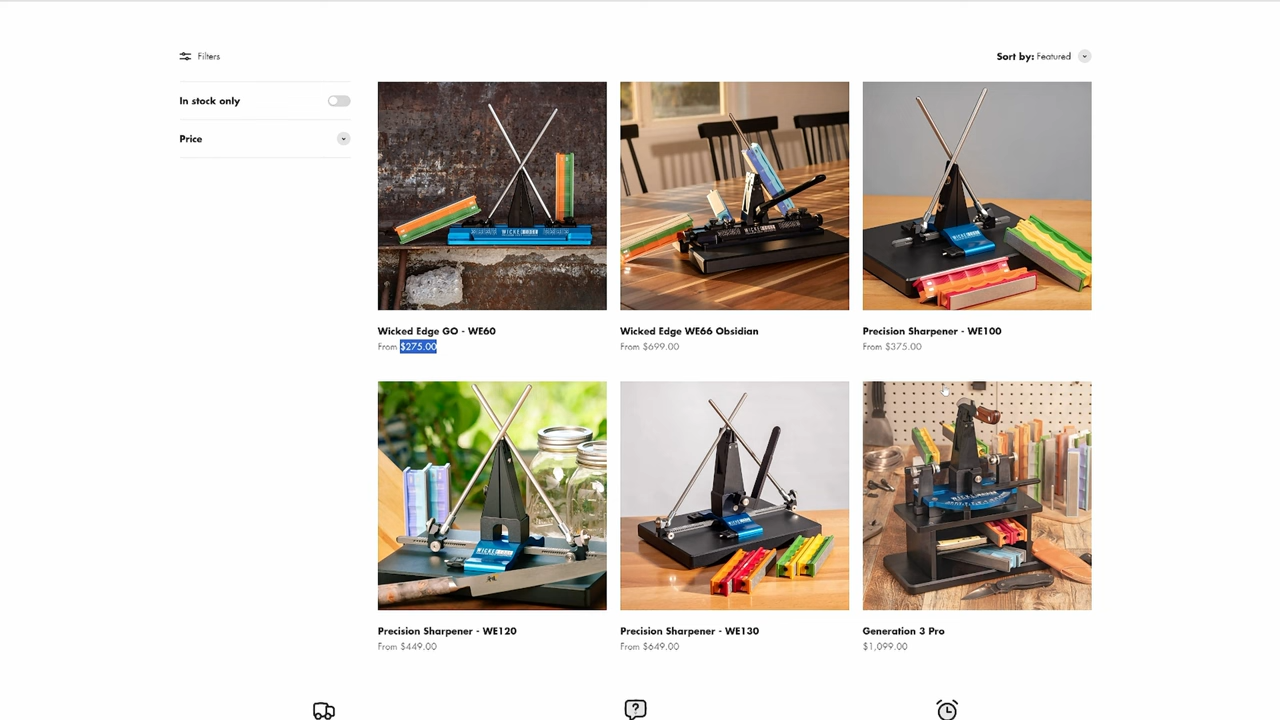 Filters
Sort by: Featured
In stock only
Price
Wicked Edge GO - WE60
From $275.00
Wicked Edge WE66 Obsidian
From $699.00
Precision Sharpener - WE100
From $375.00
Precision Sharpener - WE120
From $449.00
Precision Sharpener - WE130
From $649.00
Generation 3 Pro
$1,099.00